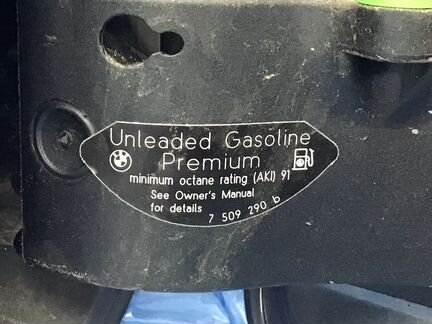 Unleaded Gasoline
Premium
minimum octane rating (AKI) 91
See Owner's Manual
for details
7 509 290 b